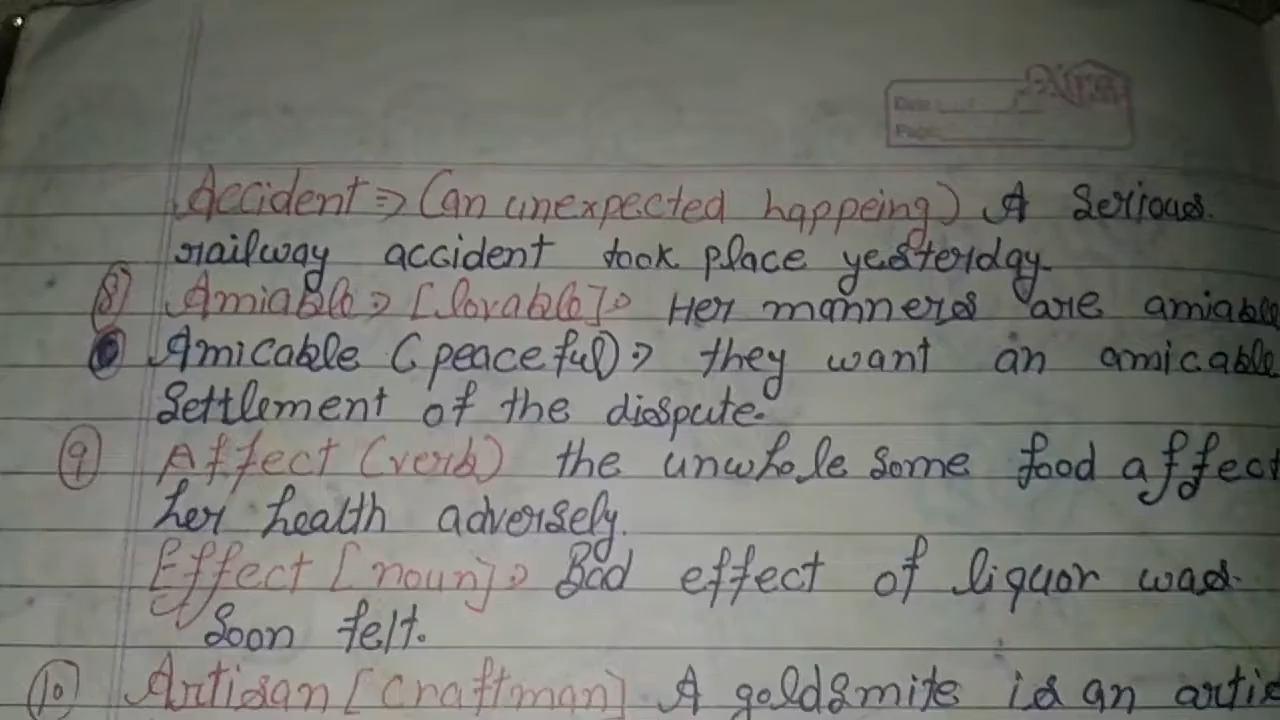 Date
Page
Accident => (an unexpected happeing) A Serious
railway accident took place yesterday.
8) Amiable => [lovable] => Her manners are amiable
Amicable (peaceful) => they want an amicable
Settlement of the dispute.
9 Affect (verb) the unwhole some food affect
her health adversely.
Effect [noun] => Bad effect of liquor was
Soon felt.
10 Artisan [Craftman] A goldsmite is an artis